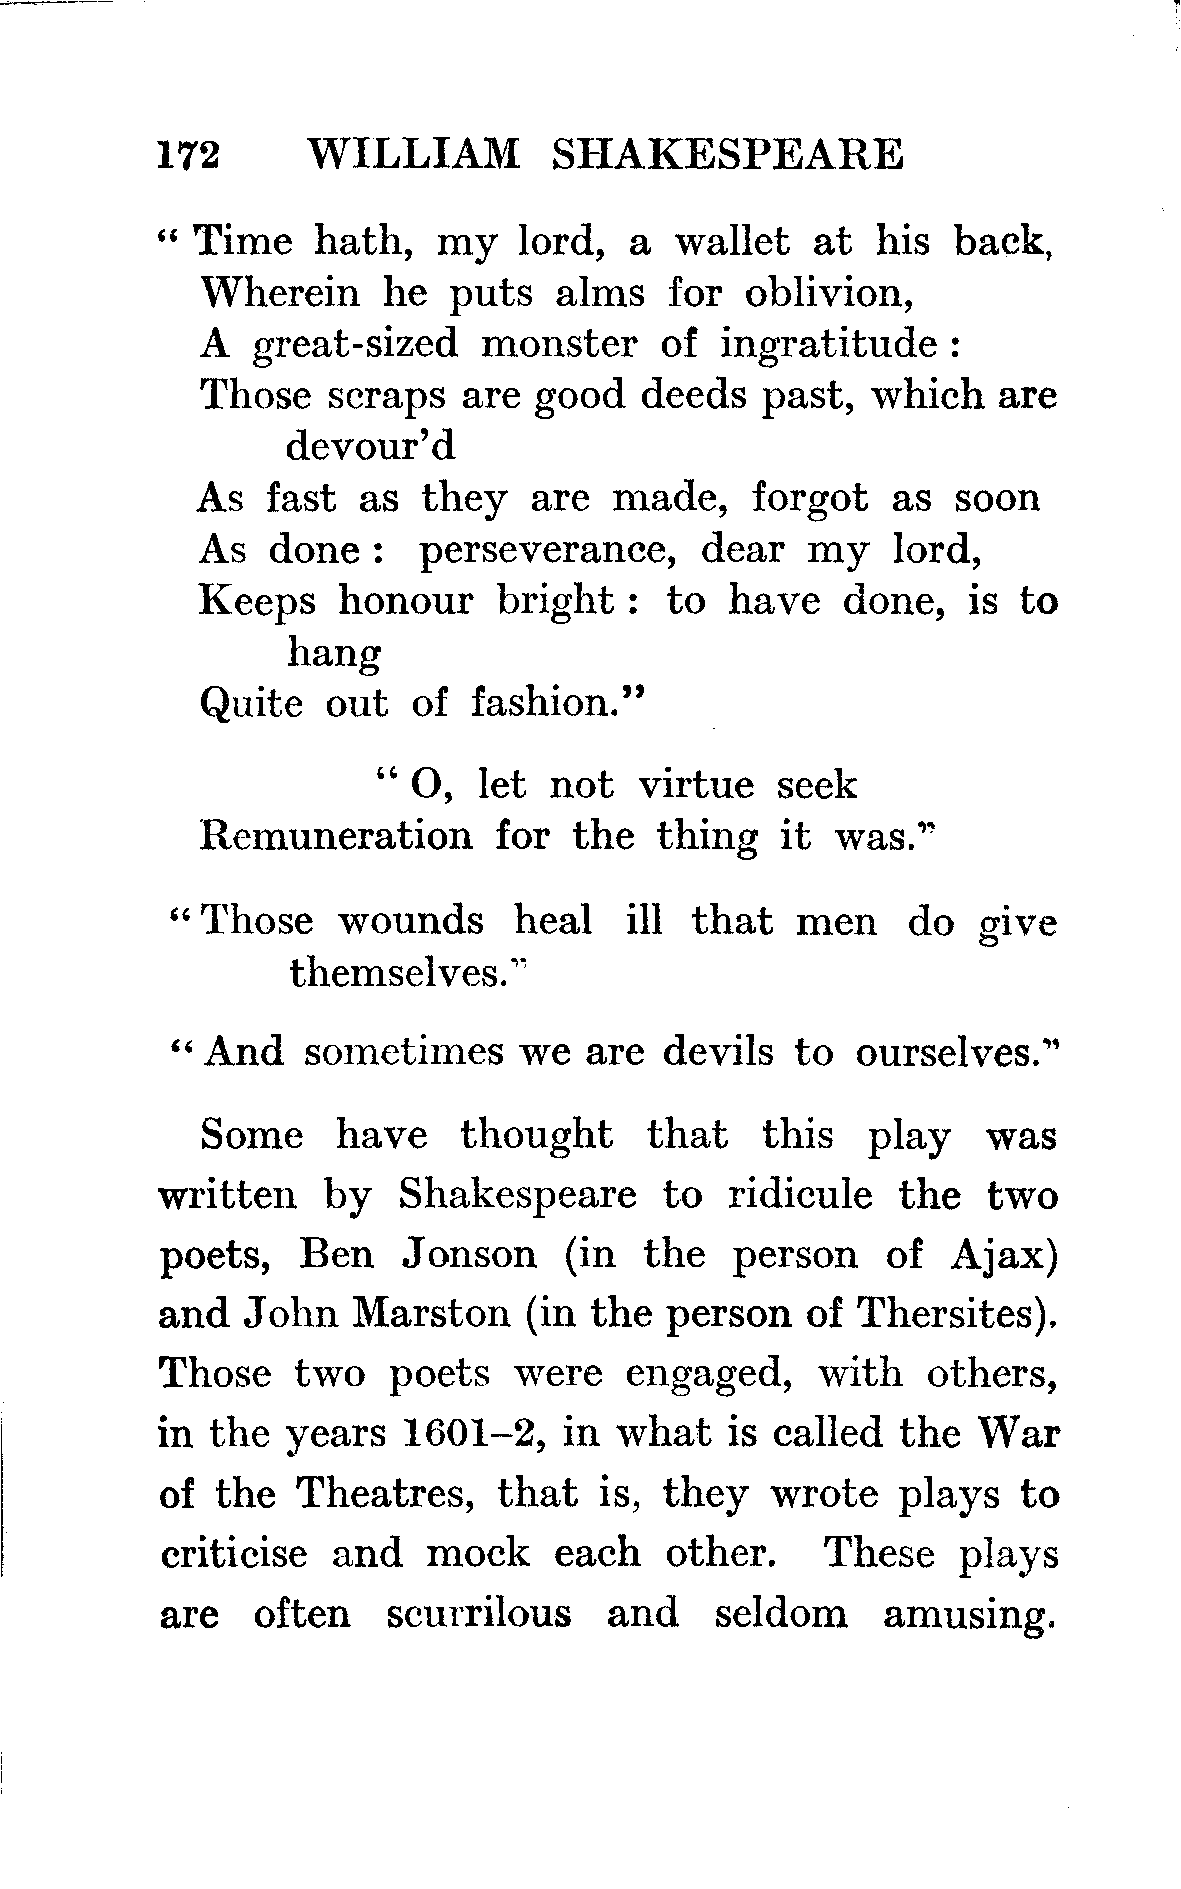 172 WILLIAM SHAKESPEARE
“ Time hath, my lord, a wallet at his back,
Wherein he puts alms for oblivion,
A great-sized monster of ingratitude :
Those scraps are good deeds past, which are
devour’d
As fast as they are made, forgot as soon
As done : perseverance, dear my lord,
Keeps honour bright : to have done, is to
hang
Quite out of fashion.”
“ O, let not virtue seek
Remuneration for the thing it was.”
“ Those wounds heal ill that men do give
themselves.”
“ And sometimes we are devils to ourselves.”
Some have thought that this play was
written by Shakespeare to ridicule the two
poets, Ben Jonson (in the person of Ajax)
and John Marston (in the person of Thersites).
Those two poets were engaged, with others,
in the years 1601–2, in what is called the War
of the Theatres, that is, they wrote plays to
criticise and mock each other. These plays
are often scurrilous and seldom amusing.